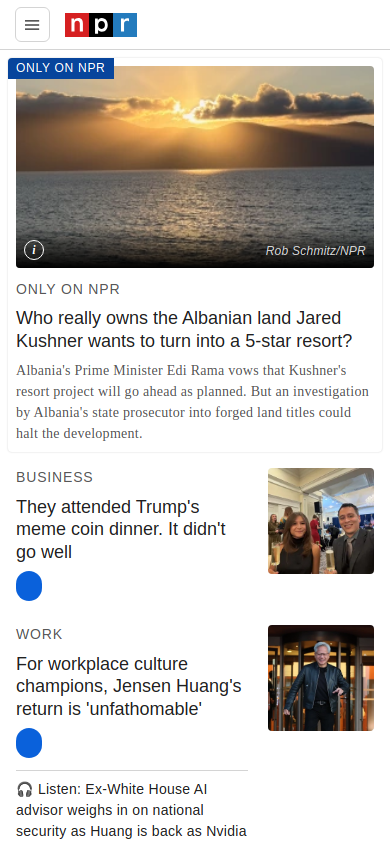 npr
ONLY ON NPR
i
Rob Schmitz/NPR
ONLY ON NPR
Who really owns the Albanian land Jared
Kushner wants to turn into a 5-star resort?
Albania's Prime Minister Edi Rama vows that Kushner's
resort project will go ahead as planned. But an investigation
by Albania's state prosecutor into forged land titles could
halt the development.
BUSINESS
They attended Trump's
meme coin dinner. It didn't
go well
WORK
For workplace culture
champions, Jensen Huang's
return is 'unfathomable'
🎧 Listen: Ex-White House AI
advisor weighs in on national
security as Huang is back as Nvidia